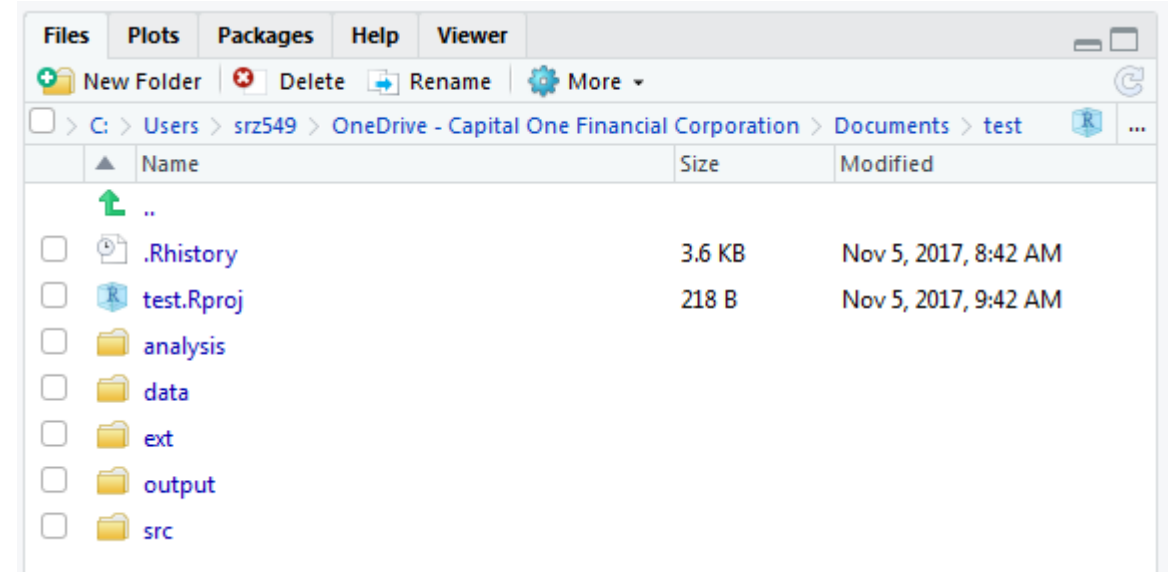 Files Plots Packages Help Viewer
New Folder Delete Rename More
C: > Users > srz549 > OneDrive - Capital One Financial Corporation > Documents > test R ...
Name Size Modified
..
.Rhistory 3.6 KB Nov 5, 2017, 8:42 AM
R test.Rproj 218 B Nov 5, 2017, 9:42 AM
analysis
data
ext
output
src